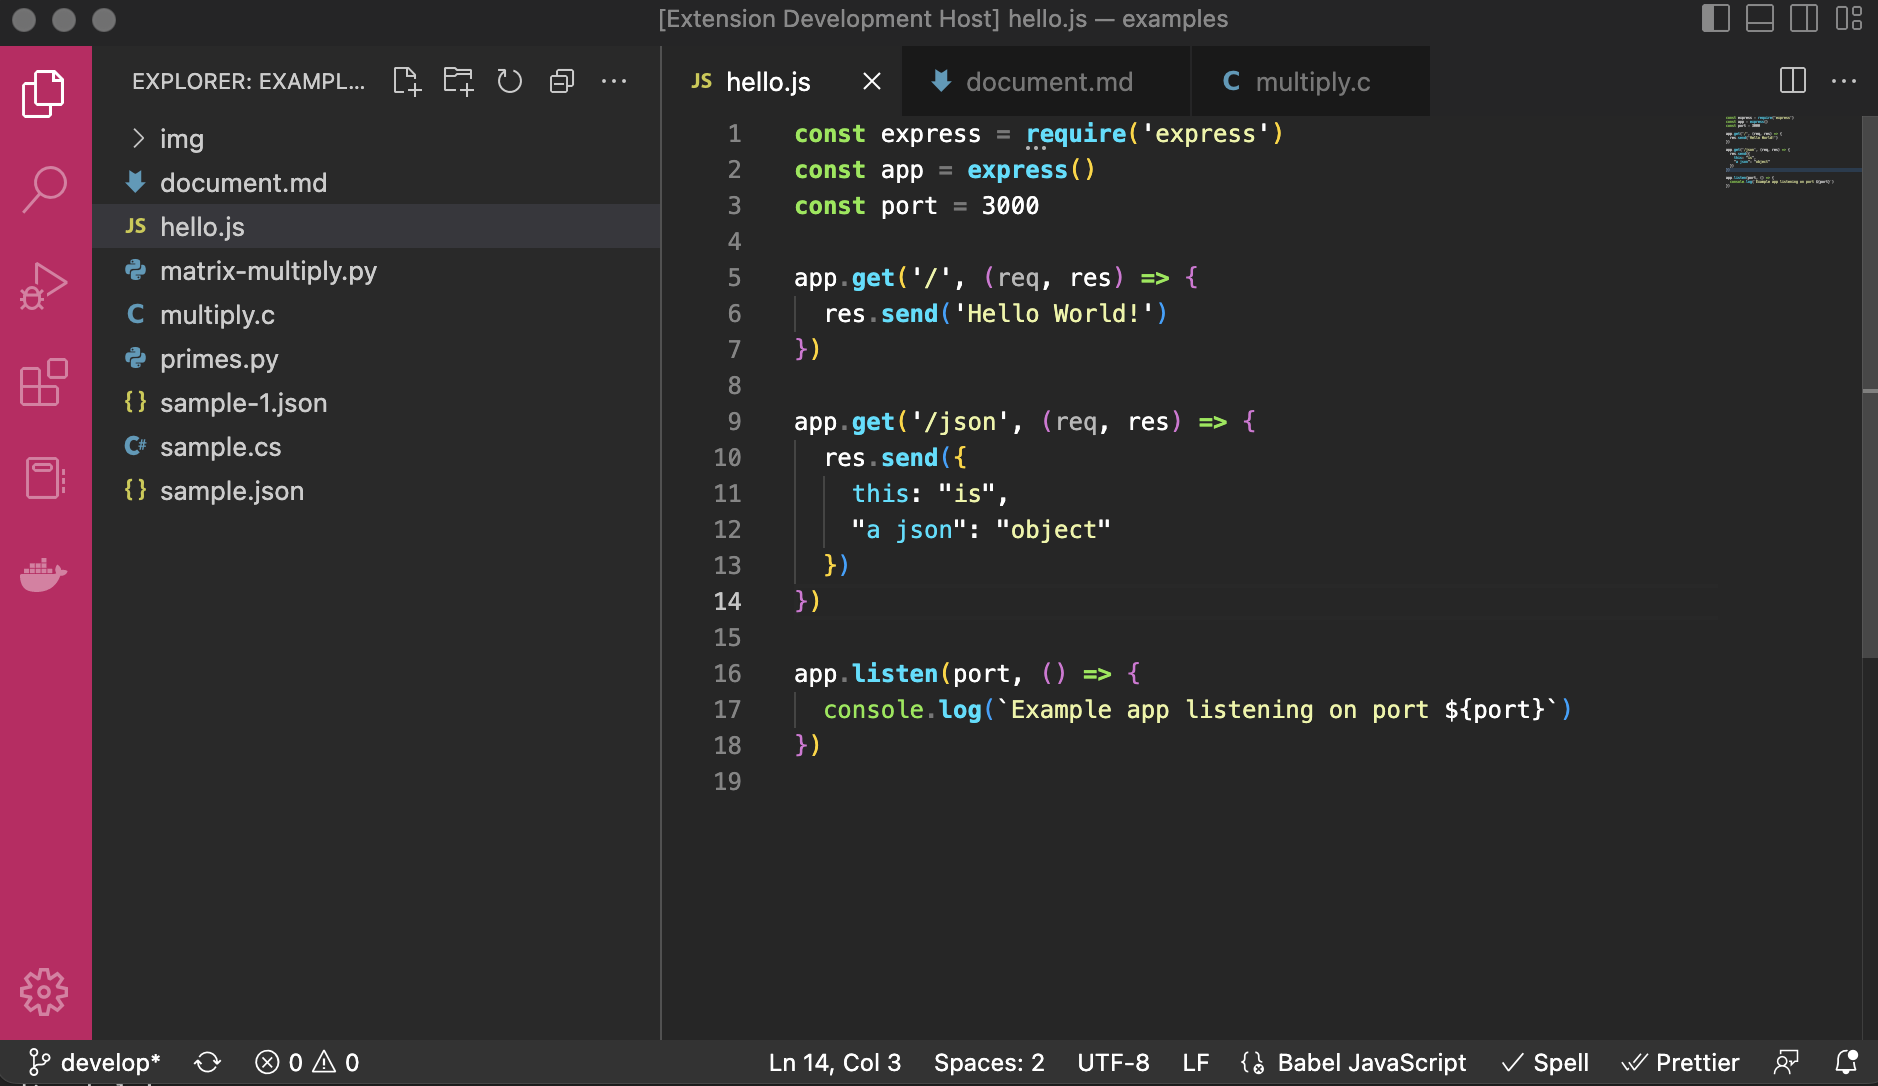 [Extension Development Host] hello.js — examples
EXPLORER: EXAMPL...
img
document.md
JS hello.js
matrix-multiply.py
C multiply.c
primes.py
{} sample-1.json
C# sample.cs
{} sample.json
JS hello.js
document.md
C multiply.c
1 const express = require('express')
2 const app = express()
3 const port = 3000
4
5 app.get('/', (req, res) => {
6 res.send('Hello World!')
7 })
8
9 app.get('/json', (req, res) => {
10 res.send({
11 this: "is",
12 "a json": "object"
13 })
14 })
15
16 app.listen(port, () => {
17 console.log(`Example app listening on port ${port}`)
18 })
19
develop* 0 0 Ln 14, Col 3 Spaces: 2 UTF-8 LF Babel JavaScript Spell Prettier